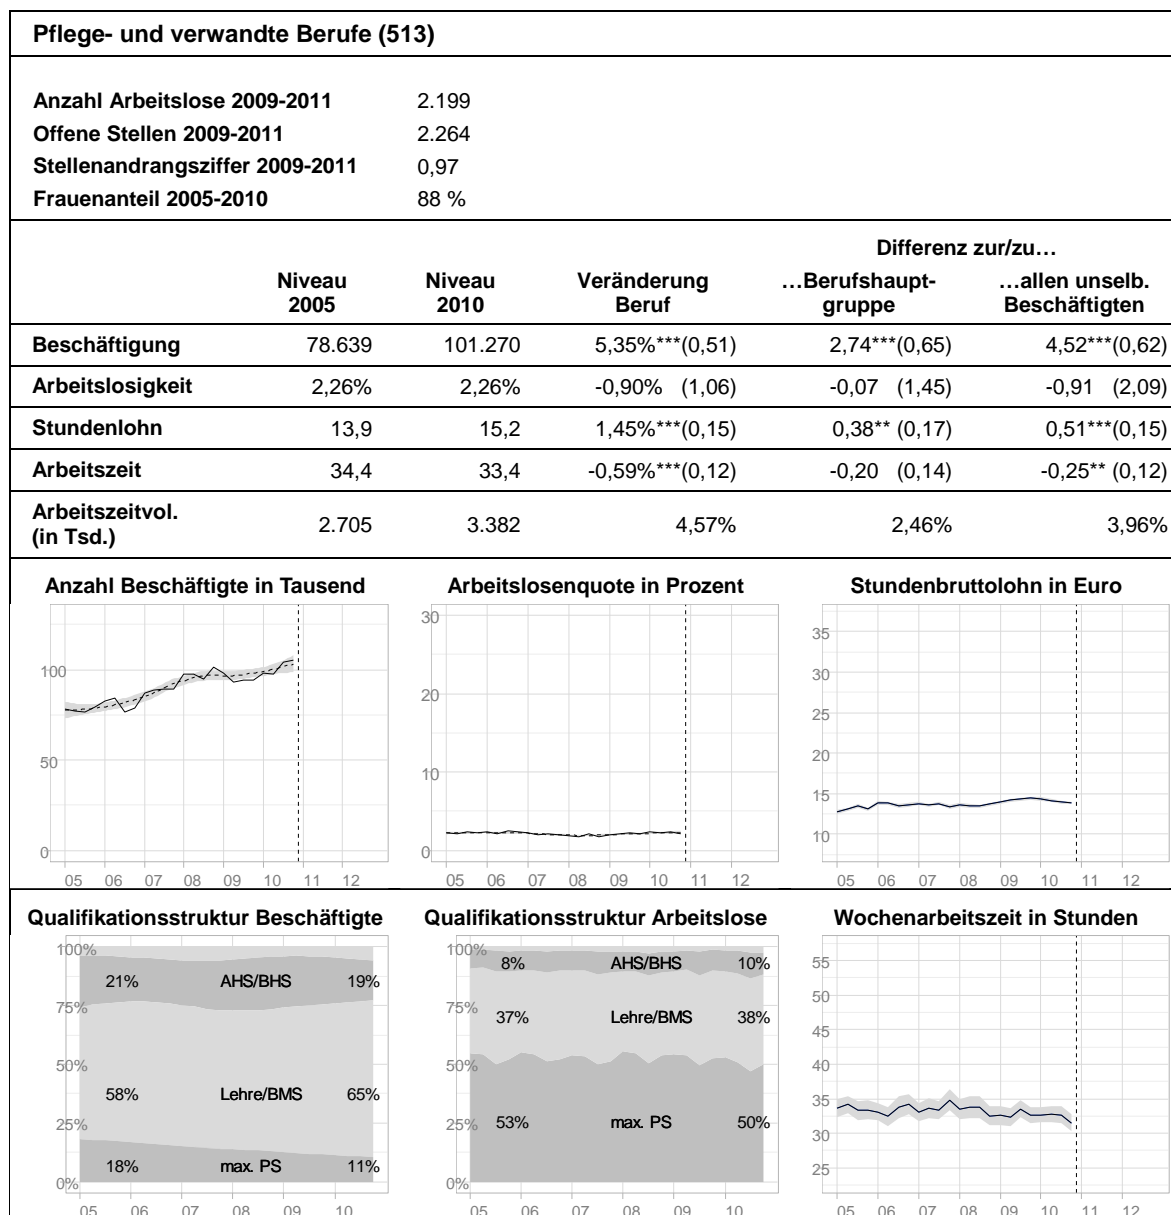 Pflege- und verwandte Berufe (513)
Anzahl Arbeitslose 2009-2011 2.199
Offene Stellen 2009-2011 2.264
Stellenandrangsziffer 2009-2011 0,97
Frauenanteil 2005-2010 88 %
Differenz zur/zu…
Niveau 2005 Niveau 2010 Veränderung Beruf …Berufshaupt-gruppe …allen unselb. Beschäftigten
Beschäftigung 78.639 101.270 5,35%***(0,51) 2,74***(0,65) 4,52***(0,62)
Arbeitslosigkeit 2,26% 2,26% -0,90% (1,06) -0,07 (1,45) -0,91 (2,09)
Stundenlohn 13,9 15,2 1,45%***(0,15) 0,38** (0,17) 0,51***(0,15)
Arbeitszeit 34,4 33,4 -0,59%***(0,12) -0,20 (0,14) -0,25** (0,12)
Arbeitszeitvol. (in Tsd.) 2.705 3.382 4,57% 2,46% 3,96%
Anzahl Beschäftigte in Tausend
100
50
0
05 06 07 08 09 10 11 12
Arbeitslosenquote in Prozent
30
20
10
0
05 06 07 08 09 10 11 12
Stundenbruttolohn in Euro
35
30
25
20
15
10
05 06 07 08 09 10 11 12
Qualifikationsstruktur Beschäftigte
100%
21% AHS/BHS 19%
75%
50%
58% Lehre/BMS 65%
25%
18% max. PS 11%
0%
05 06 07 08 09 10
Qualifikationsstruktur Arbeitslose
100%
8% AHS/BHS 10%
75%
37% Lehre/BMS 38%
50%
53% max. PS 50%
25%
0%
05 06 07 08 09 10
Wochenarbeitszeit in Stunden
55
50
45
40
35
30
25
05 06 07 08 09 10 11 12